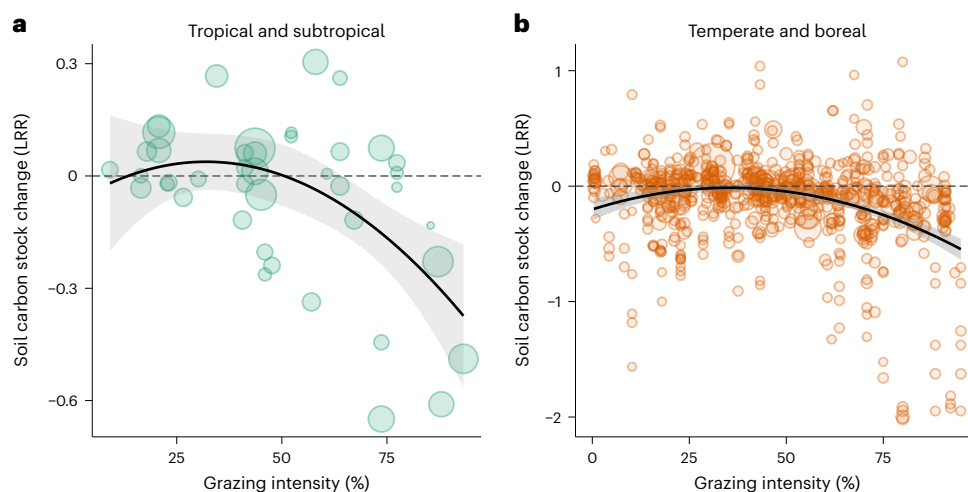 a
Tropical and subtropical
0.3
0
−0.3
−0.6
Soil carbon stock change (LRR)
25
50
75
Grazing intensity (%)
b
Temperate and boreal
1
0
−1
−2
Soil carbon stock change (LRR)
0
25
50
75
Grazing intensity (%)